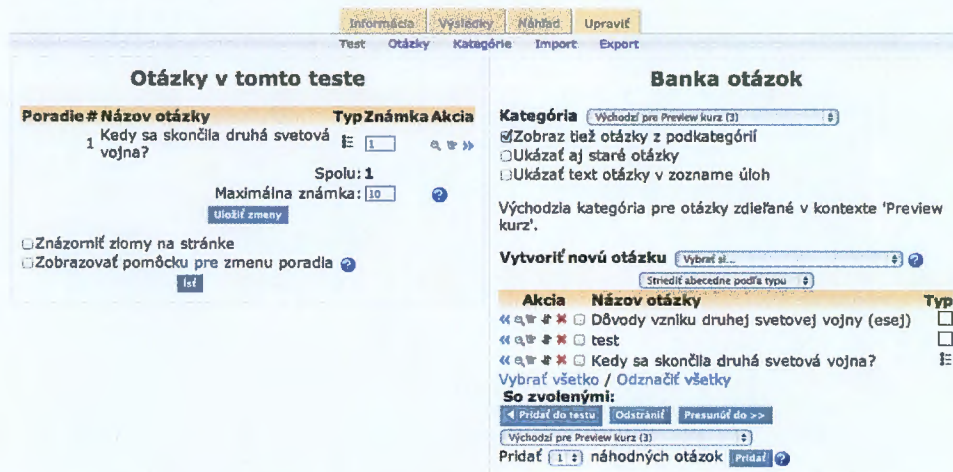 Informácia Výsledky Náhľad Upraviť
Test Otázky Kategórie Import Export
Otázky v tomto teste
Poradie # Názov otázky Typ Známka Akcia
1 Kedy sa skončila druhá svetová vojna? 1
Spolu: 1
Maximálna známka: 10
Uložiť zmeny
Znázorniť zlomy na stránke
Zobrazovať pomôcku pre zmenu poradia
Ísť
Banka otázok
Kategória Východzí pre Preview kurz (3)
Zobraz tiež otázky z podkategórií
Ukázať aj staré otázky
Ukázať text otázky v zozname úloh
Východzia kategória pre otázky zdieľané v kontexte 'Preview
kurz'.
Vytvoriť novú otázku Vybrať si...
Striediť abecedne podľa typu
Akcia Názov otázky Typ
Dôvody vzniku druhej svetovej vojny (esej)
test
Kedy sa skončila druhá svetová vojna?
Vybrať všetko / Odznačiť všetky
So zvolenými:
Pridať do testu Odstrániť Presunúť do >>
Východzí pre Preview kurz (3)
Pridať 1 náhodných otázok Pridať